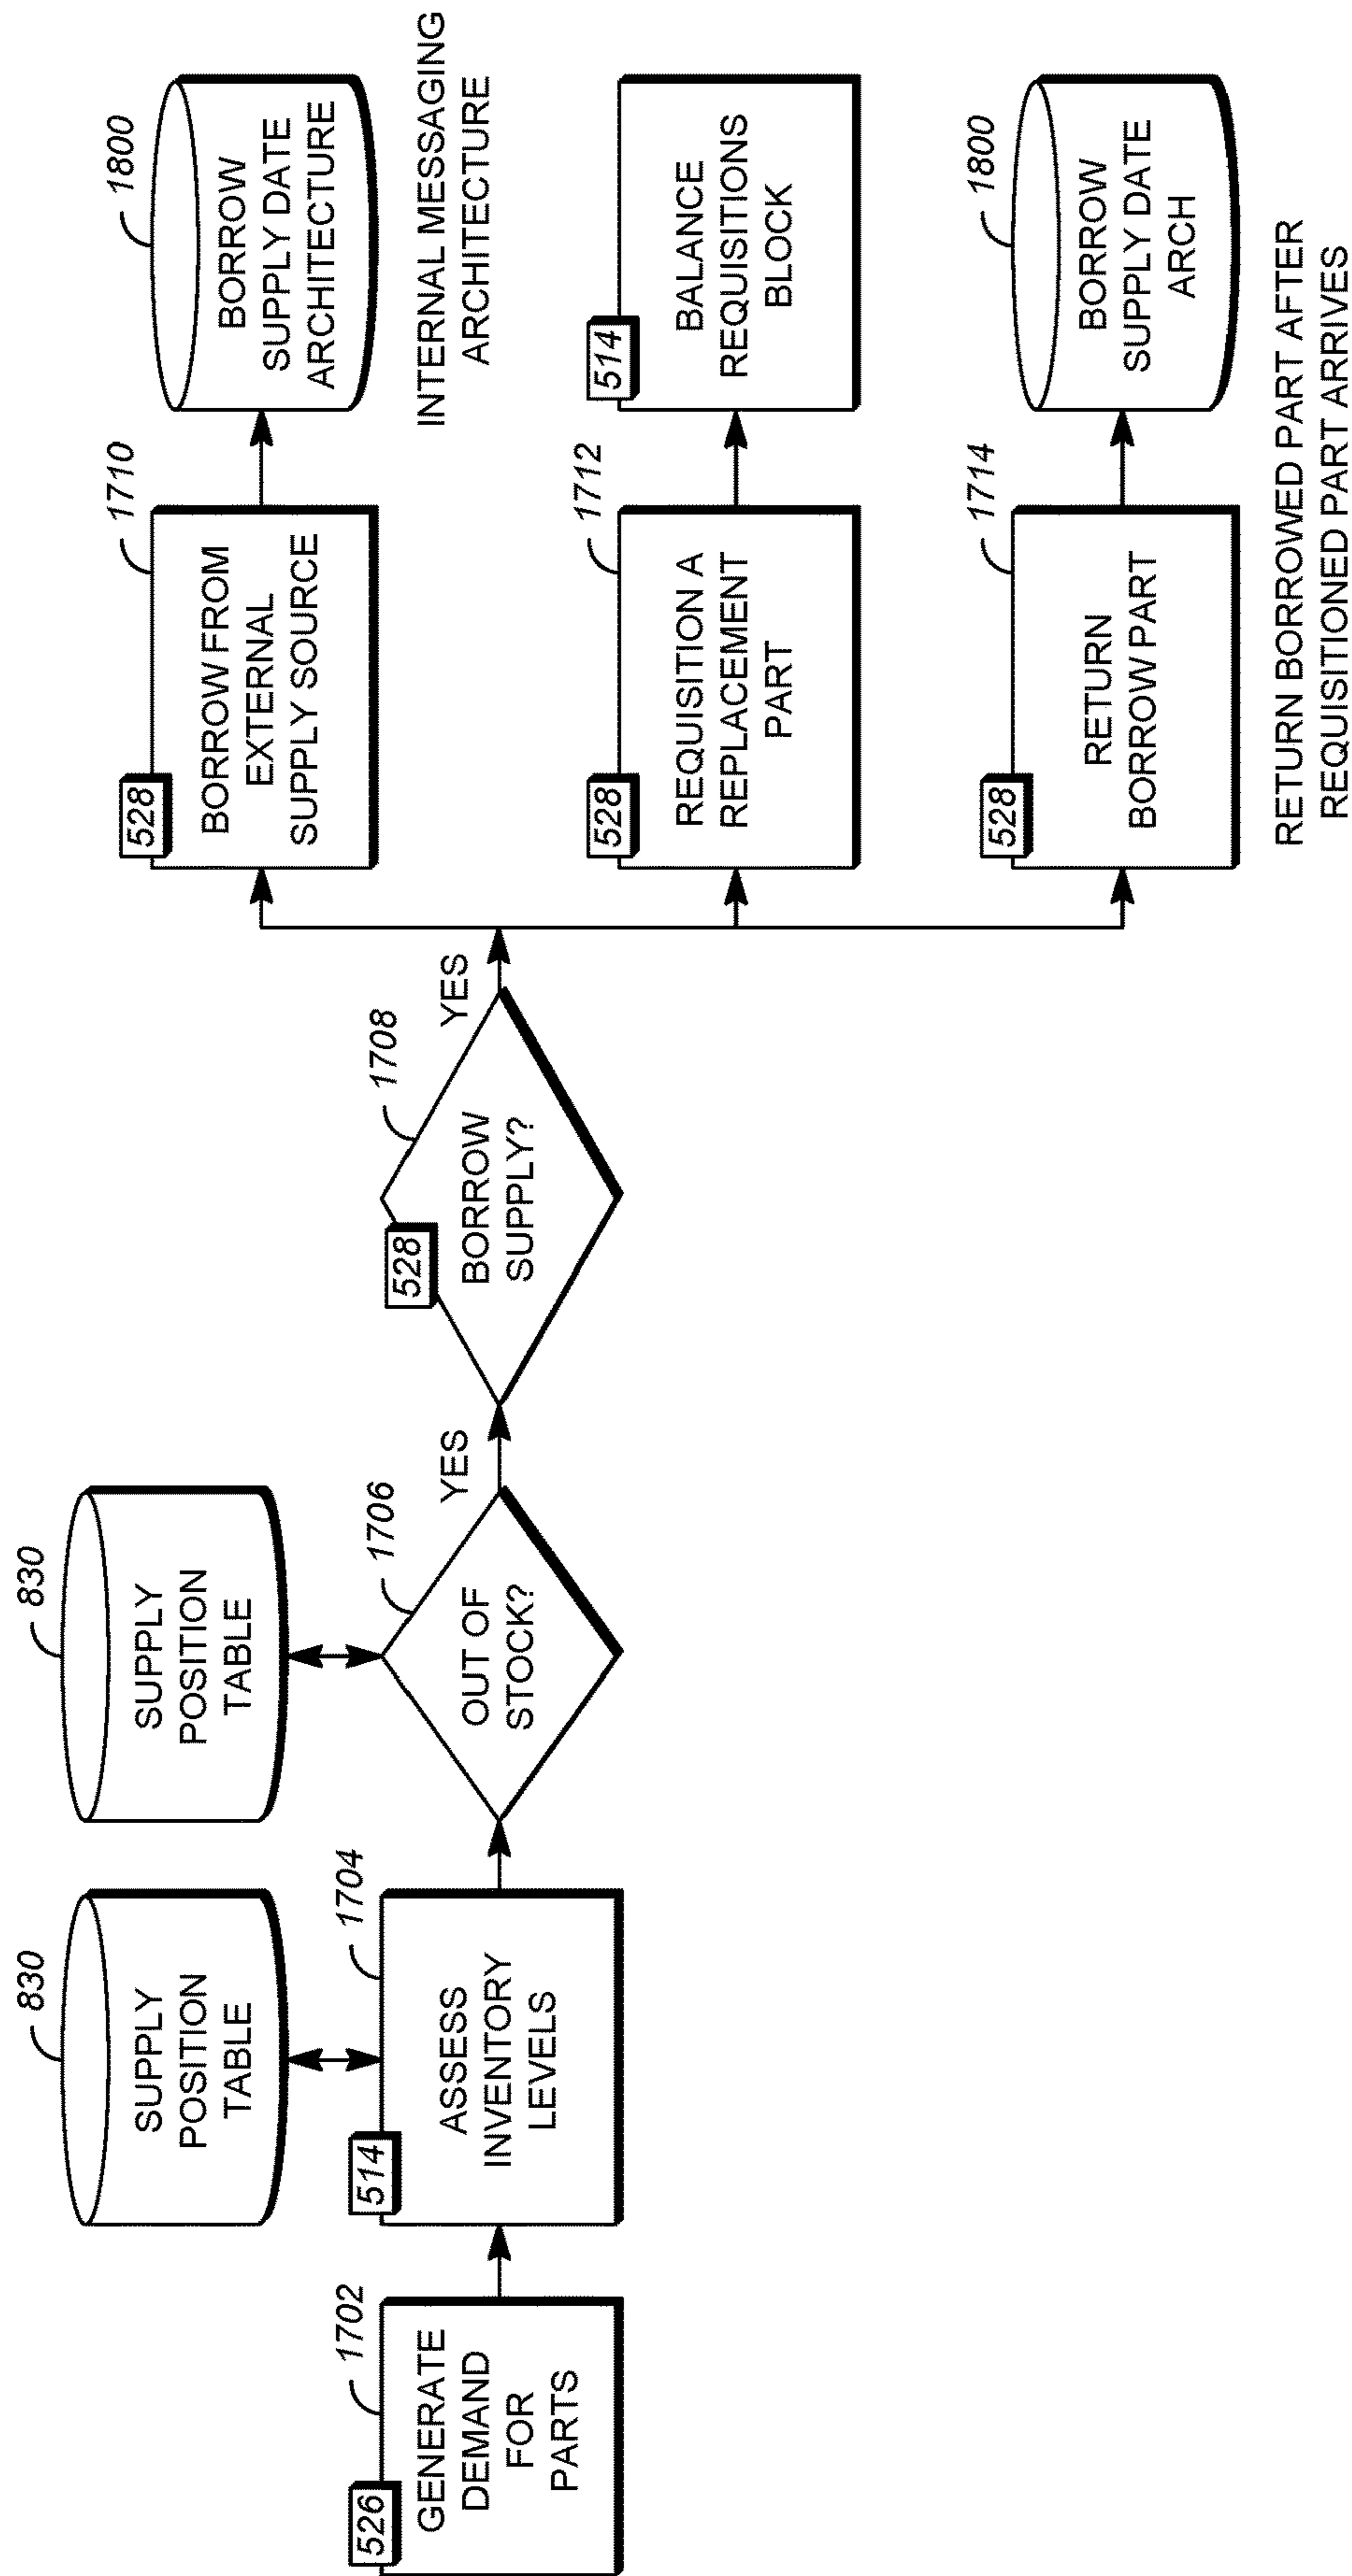 830
SUPPLY
POSITION
TABLE
830
SUPPLY
POSITION
TABLE
526
1702
GENERATE
DEMAND
FOR
PARTS
514
1704
ASSESS
INVENTORY
LEVELS
1706
OUT OF
STOCK?
YES
528
1708
BORROW
SUPPLY?
YES
528
1710
BORROW FROM
EXTERNAL
SUPPLY SOURCE
1800
BORROW
SUPPLY DATE
ARCHITECTURE
INTERNAL MESSAGING
ARCHITECTURE
528
1712
REQUISITION A
REPLACEMENT
PART
514
BALANCE
REQUISITIONS
BLOCK
528
1714
RETURN
BORROW PART
1800
BORROW
SUPPLY DATE
ARCH
RETURN BORROWED PART AFTER
REQUISITIONED PART ARRIVES